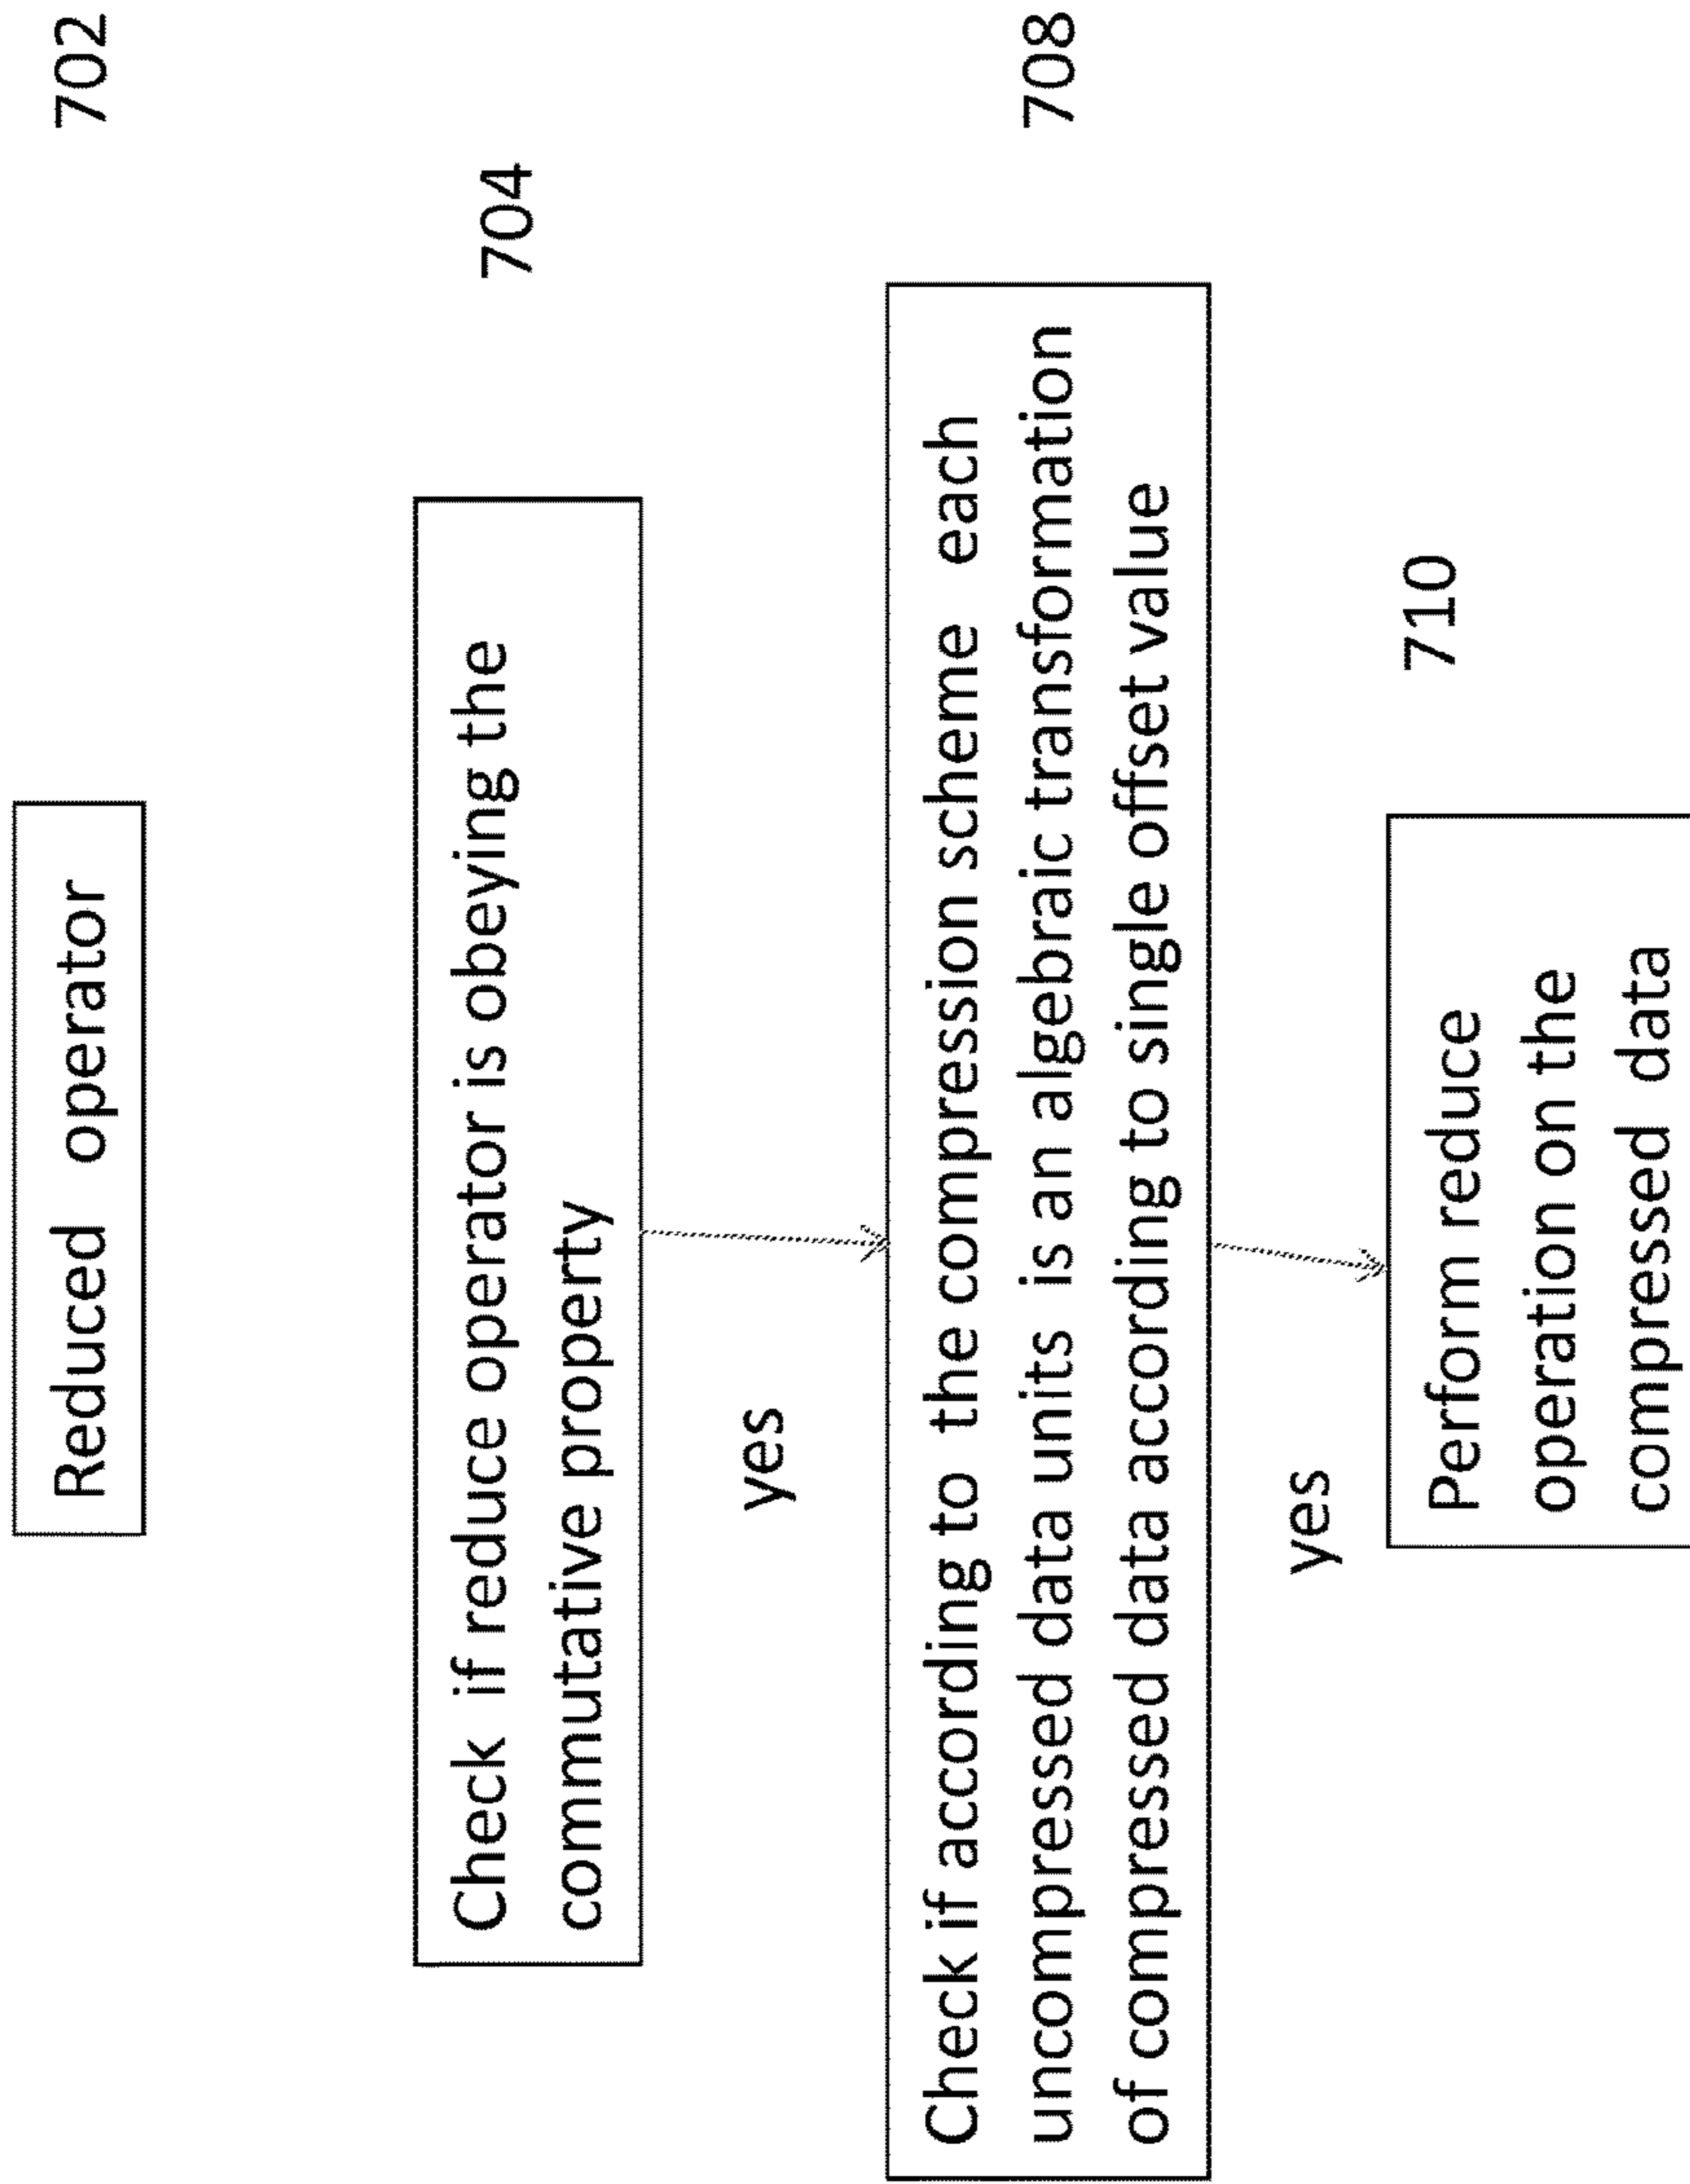 Reduced operator
702
Check if reduce operator is obeying the
commutative property
704
yes
Check if according to the compression scheme each
uncompressed data units is an algebraic transformation
of compressed data according to single offset value
708
yes
Perform reduce
operation on the
compressed data
710